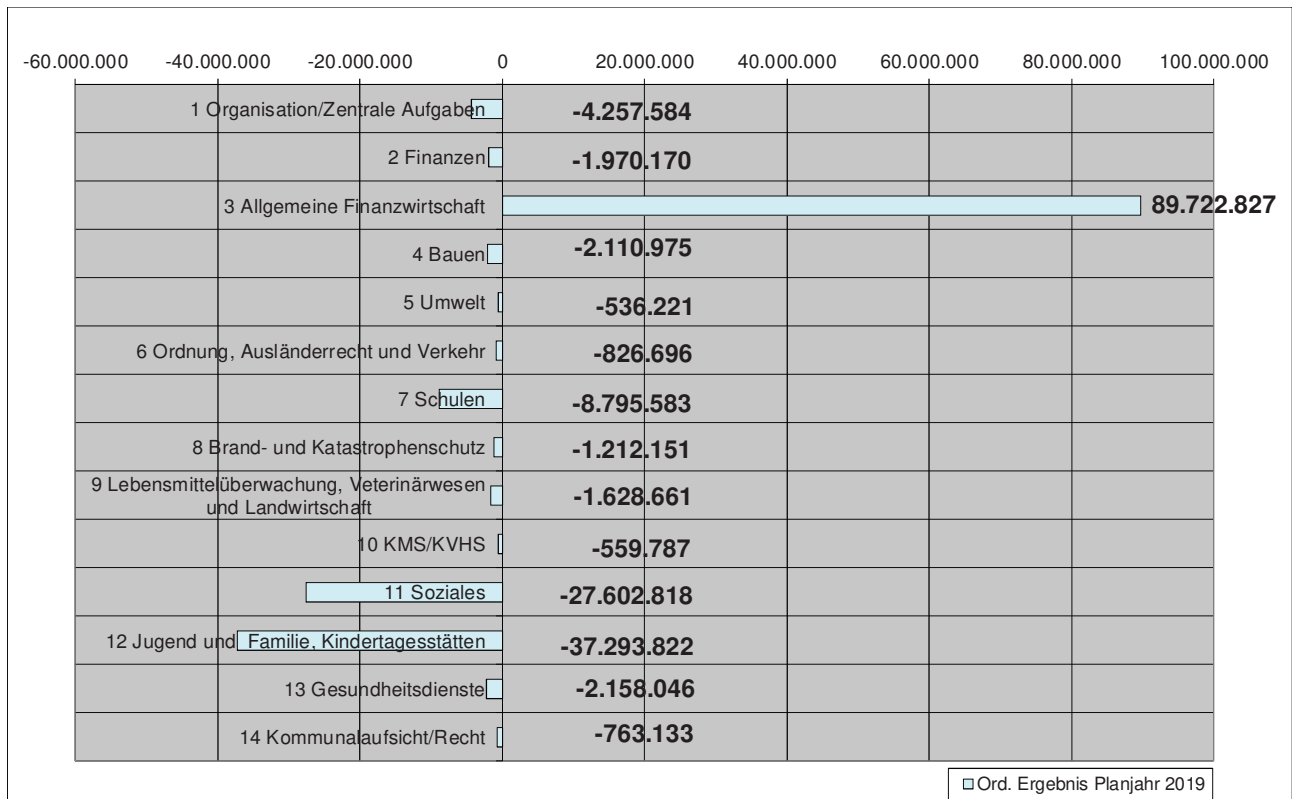 -60.000.000 -40.000.000 -20.000.000 0 20.000.000 40.000.000 60.000.000 80.000.000 100.000.000
1 Organisation/Zentrale Aufgaben -4.257.584
2 Finanzen -1.970.170
3 Allgemeine Finanzwirtschaft 89.722.827
4 Bauen -2.110.975
5 Umwelt -536.221
6 Ordnung, Ausländerrecht und Verkehr -826.696
7 Schulen -8.795.583
8 Brand- und Katastrophenschutz -1.212.151
9 Lebensmittelüberwachung, Veterinärwesen
und Landwirtschaft -1.628.661
10 KMS/KVHS -559.787
11 Soziales -27.602.818
12 Jugend und Familie, Kindertagesstätten -37.293.822
13 Gesundheitsdienste -2.158.046
14 Kommunalaufsicht/Recht -763.133
Ord. Ergebnis Planjahr 2019